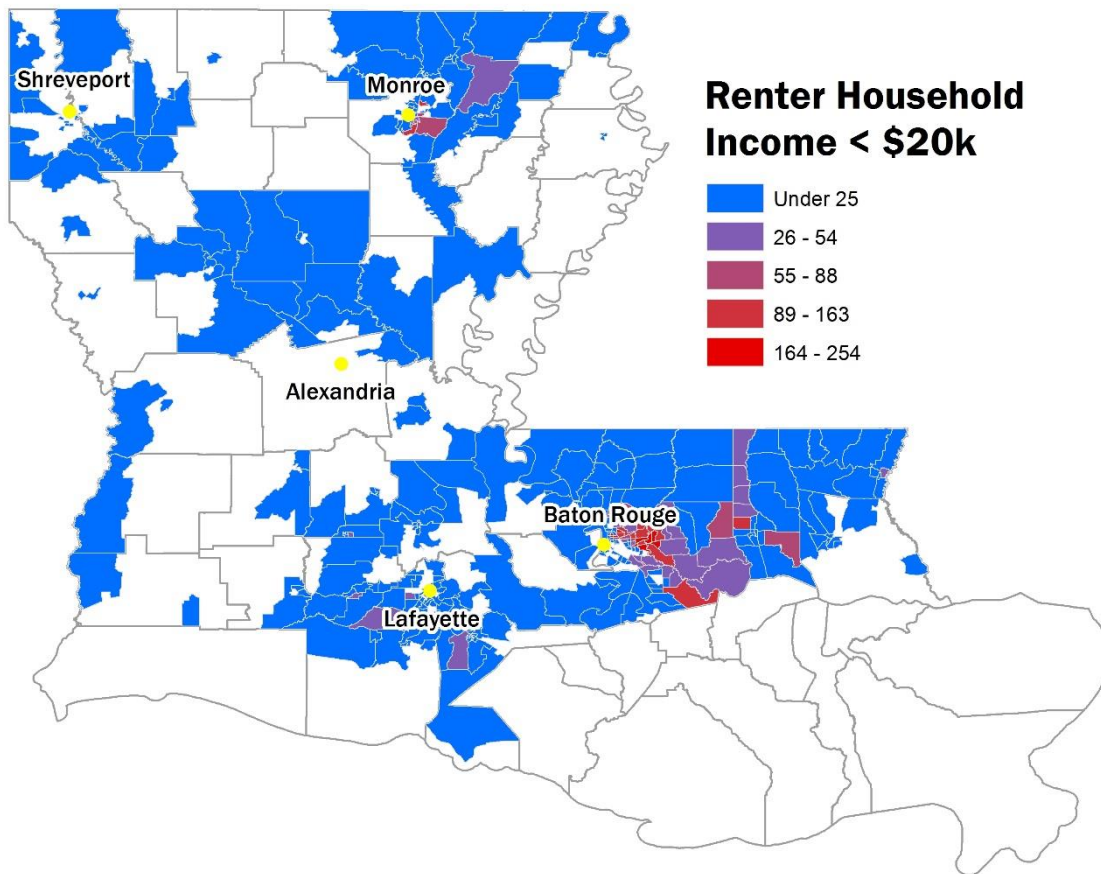 Shreveport
Monroe
Renter Household
Income < $20k
Under 25
26 - 54
55 - 88
89 - 163
164 - 254
Alexandria
Baton Rouge
Lafayette